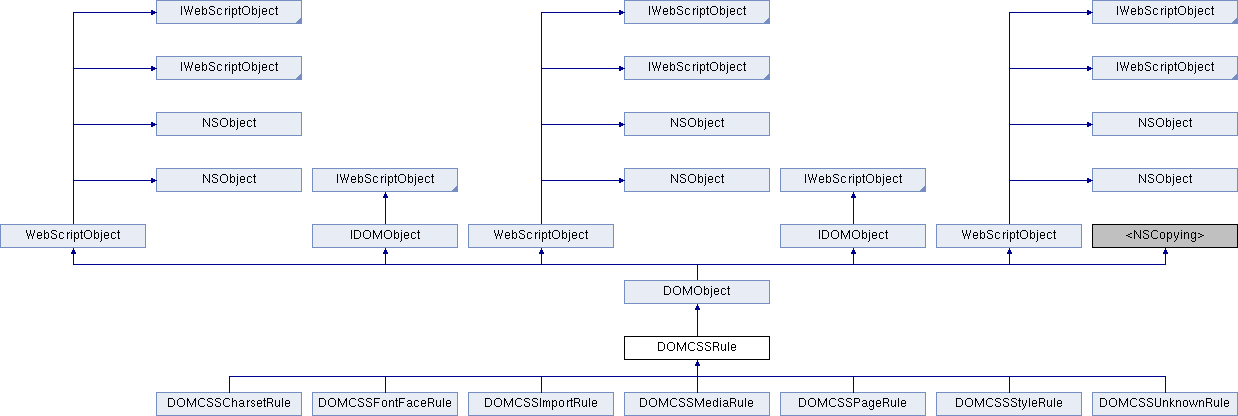 IWebScriptObject
IWebScriptObject
IWebScriptObject
IWebScriptObject
IWebScriptObject
IWebScriptObject
NSObject
NSObject
NSObject
NSObject
IWebScriptObject
NSObject
IWebScriptObject
NSObject
WebScriptObject
IDOMObject
WebScriptObject
IDOMObject
WebScriptObject
<NSCopying>
DOMObject
DOMCSSRule
DOMCSSCharsetRule
DOMCSSFontFaceRule
DOMCSSImportRule
DOMCSSMediaRule
DOMCSSPageRule
DOMCSSStyleRule
DOMCSSUnknownRule